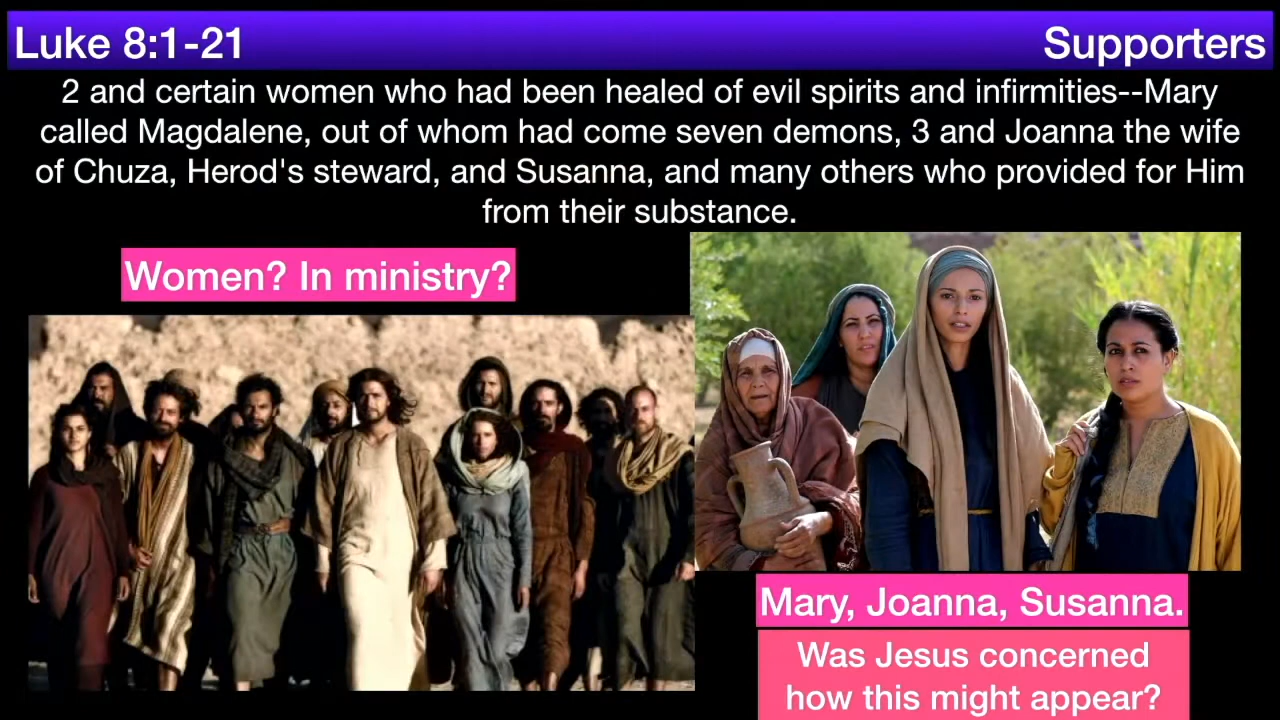 Luke 8:1-21
Supporters
2 and certain women who had been healed of evil spirits and infirmities--Mary
called Magdalene, out of whom had come seven demons, 3 and Joanna the wife
of Chuza, Herod's steward, and Susanna, and many others who provided for Him
from their substance.
Women? In ministry?
Mary, Joanna, Susanna.
Was Jesus concerned
how this might appear?